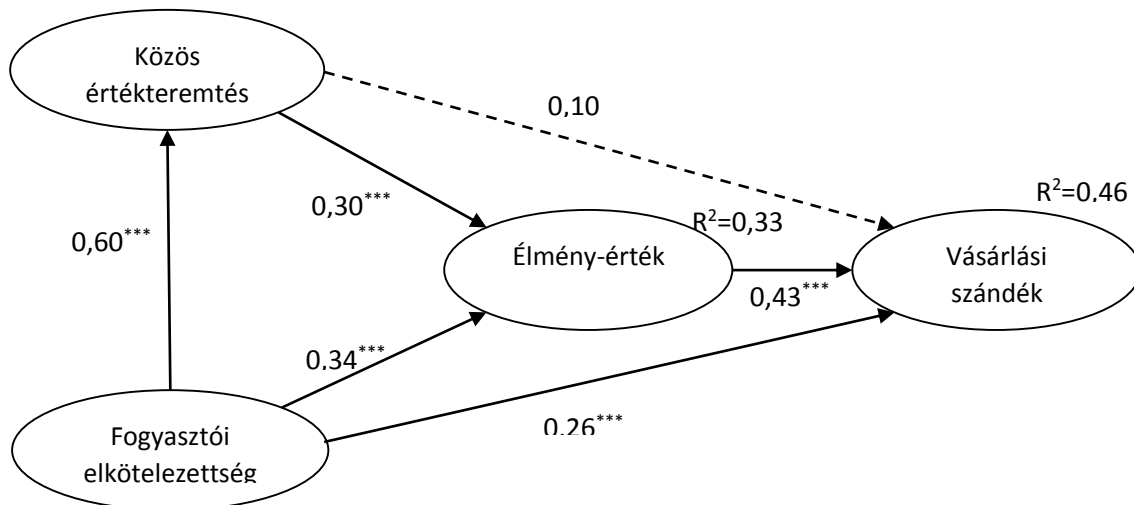 Közös
értékteremtés
0,10
0,30***
R²=0,46
0,60***
R²=0,33
Élmény-érték
Vásárlási
szándék
0,43***
0,34***
0,26***
Fogyasztói
elkötelezettség